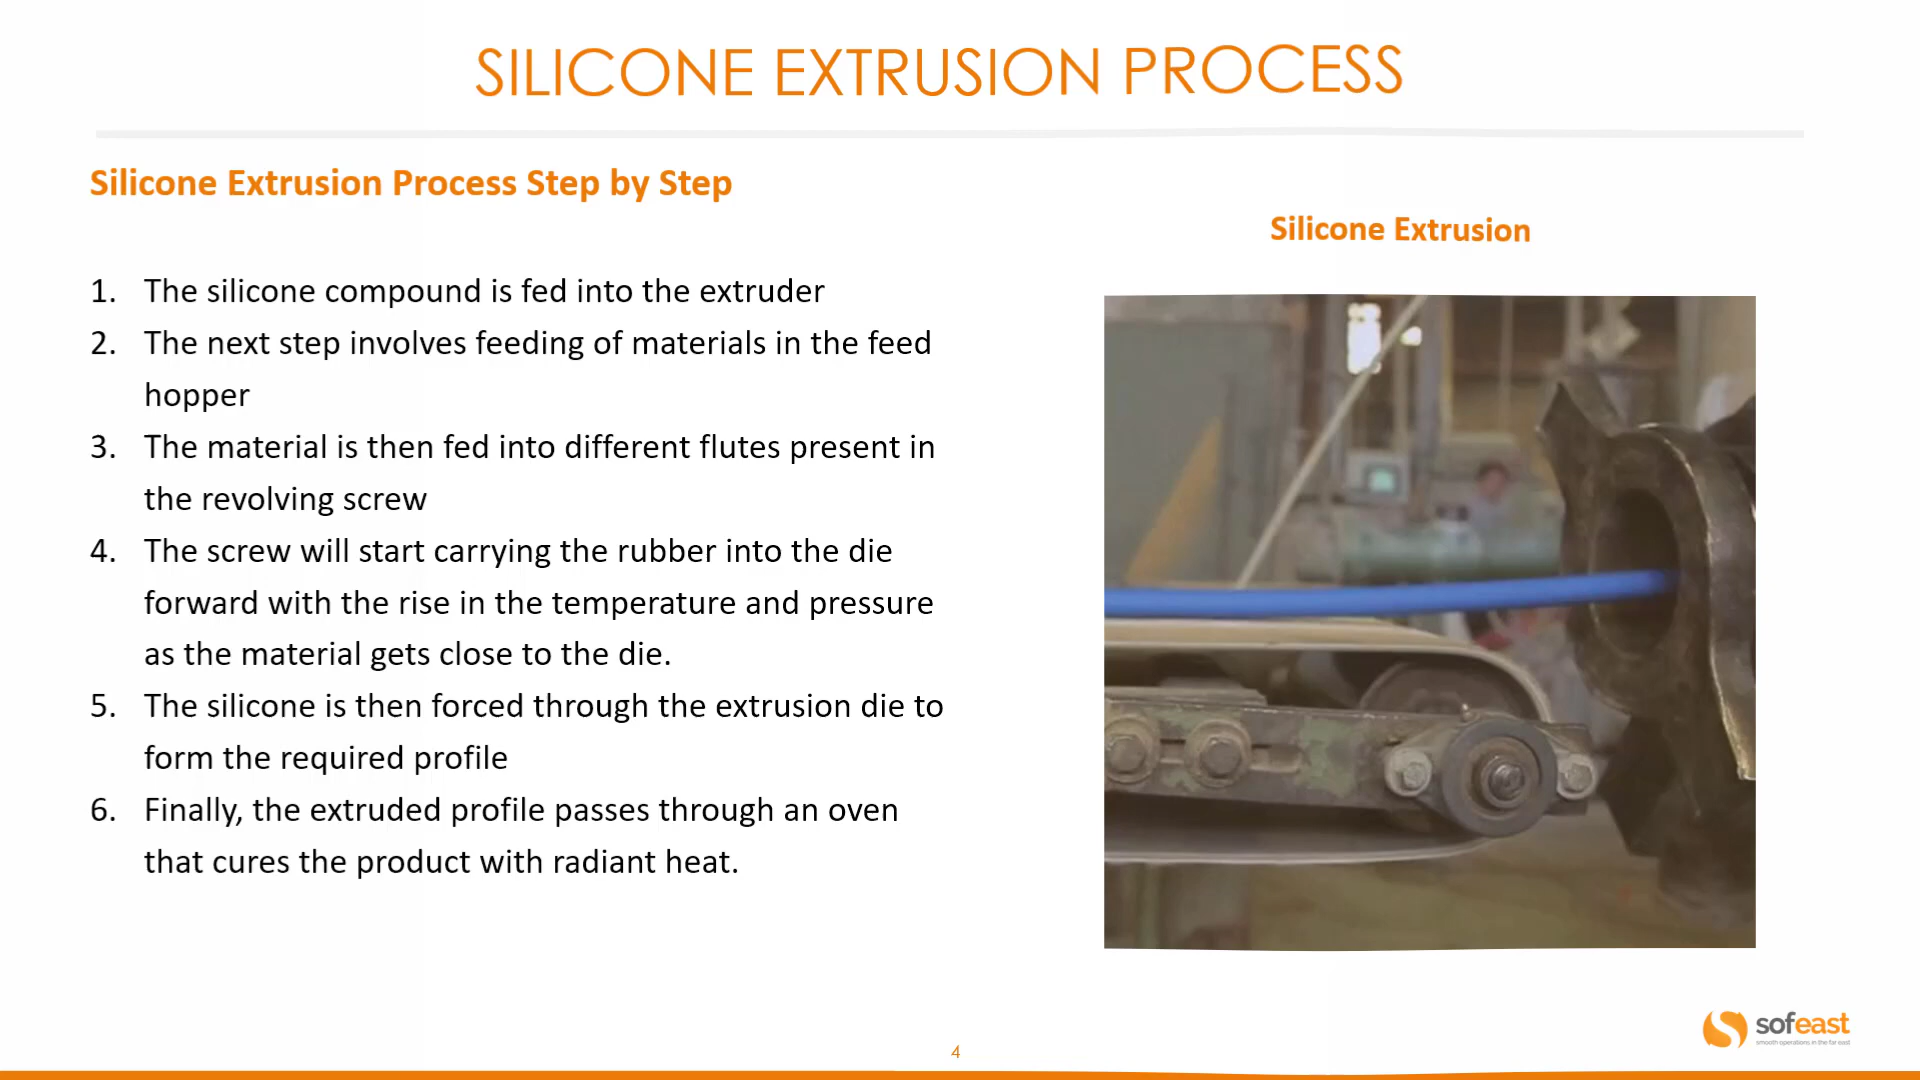 SILICONE EXTRUSION PROCESS
Silicone Extrusion Process Step by Step
1. The silicone compound is fed into the extruder
2. The next step involves feeding of materials in the feed
hopper
3. The material is then fed into different flutes present in
the revolving screw
4. The screw will start carrying the rubber into the die
forward with the rise in the temperature and pressure
as the material gets close to the die.
5. The silicone is then forced through the extrusion die to
form the required profile
6. Finally, the extruded profile passes through an oven
that cures the product with radiant heat.
Silicone Extrusion
4
sofeast
smooth operations in the far east